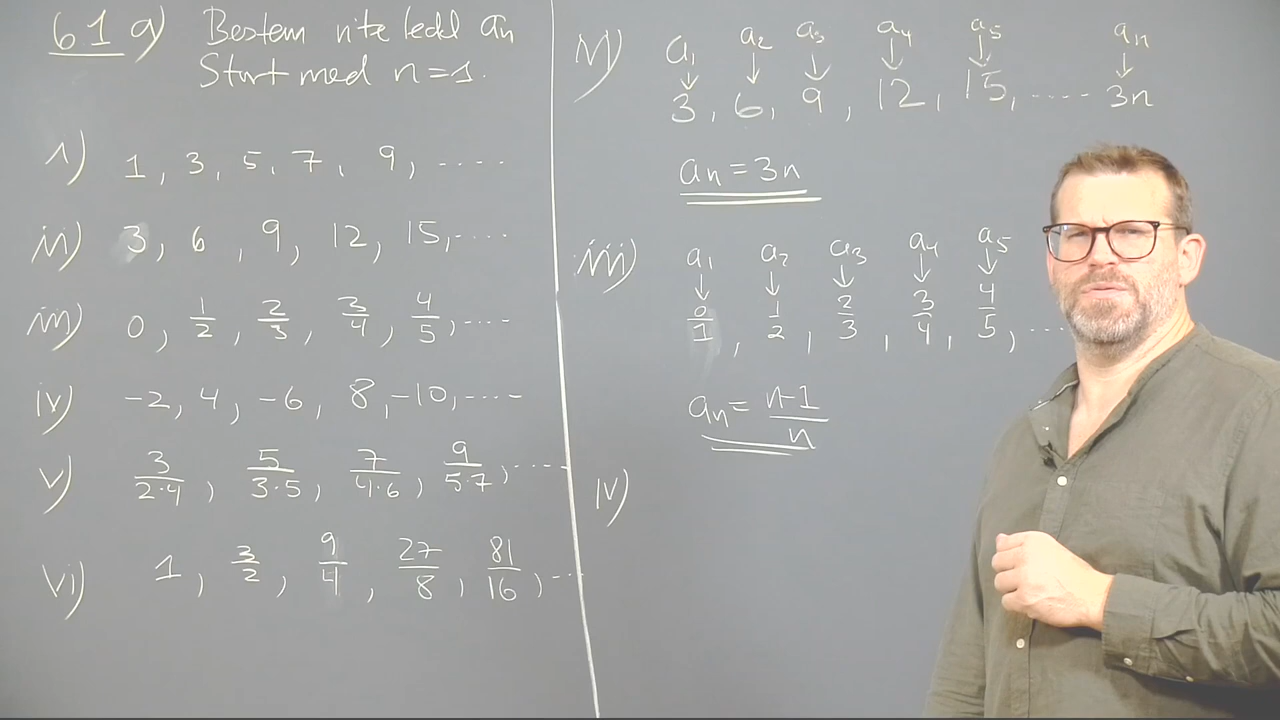 61 a) Bestem n'te ledd an
Start med n=1.
i) 1, 3, 5, 7, 9, ....
ii) 3, 6, 9, 12, 15, ....
iii) 0, 1/2, 2/3, 3/4, 4/5, ....
iv) -2, 4, -6, 8, -10, ....
v) 3/2·4, 5/3·5, 7/4·6, 9/5·7, ....
vi) 1, 3/2, 9/4, 27/8, 81/16, ..
ii) a1 a2 a3 a4 a5 an
↓ ↓ ↓ ↓ ↓ ↓
3, 6, 9, 12, 15, ..... 3n
an = 3n
iii) a1 a2 a3 a4 a5
↓ ↓ ↓ ↓ ↓
0/1, 1/2, 2/3, 3/4, 4/5, ....
an = n-1/n
iv)